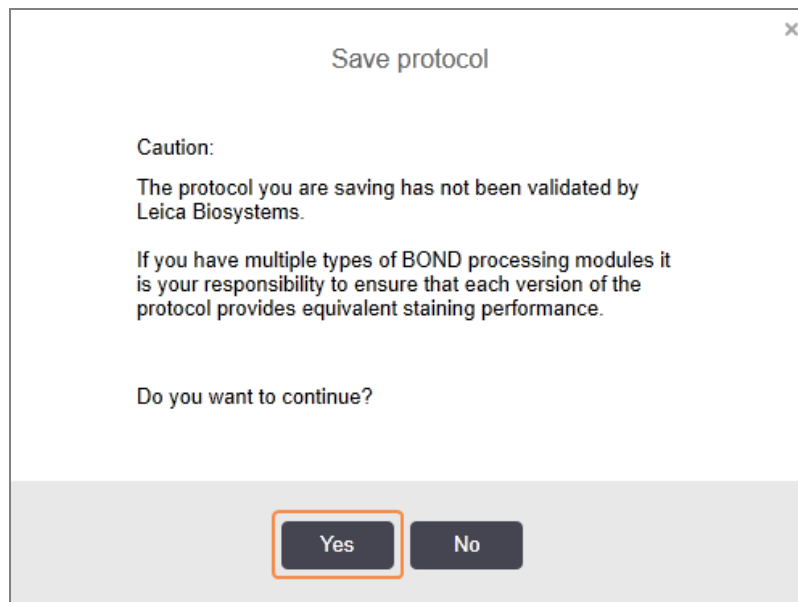 Save protocol
Caution:
The protocol you are saving has not been validated by
Leica Biosystems.
If you have multiple types of BOND processing modules it
is your responsibility to ensure that each version of the
protocol provides equivalent staining performance.
Do you want to continue?
Yes No